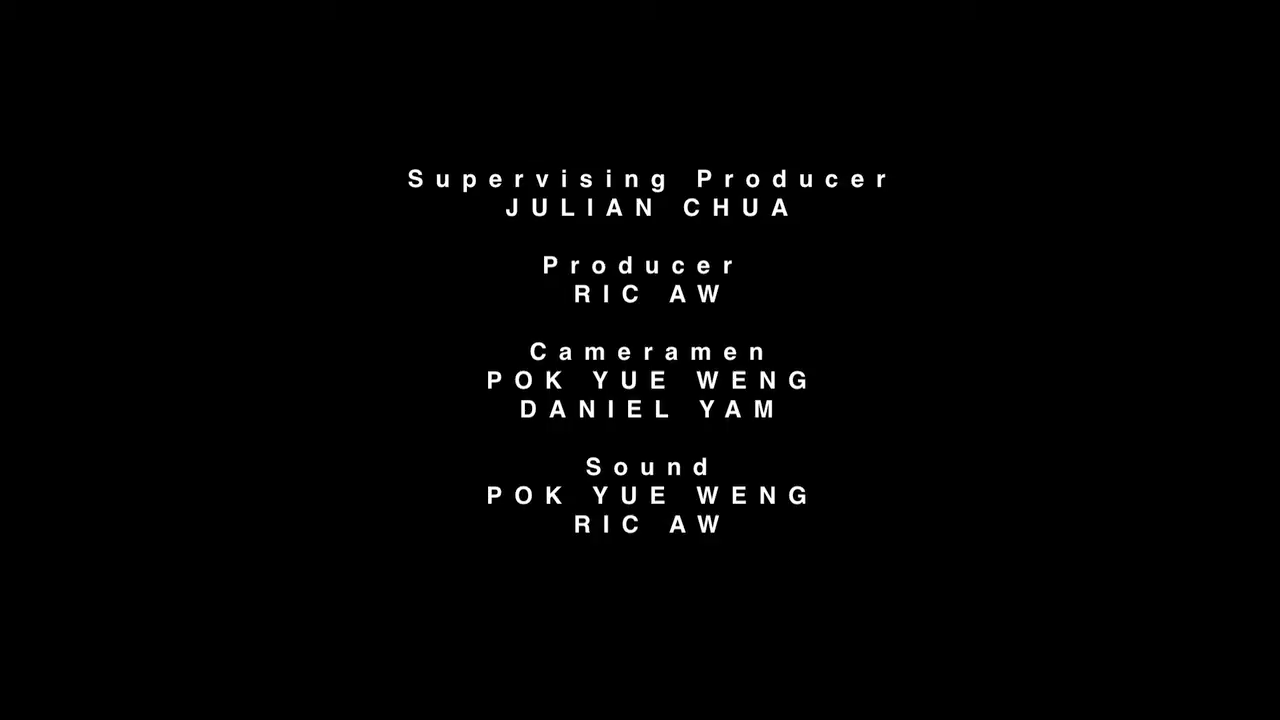 Supervising Producer
JULIAN CHUA
Producer
RIC AW
Cameramen
POK YUE WENG
DANIEL YAM
Sound
POK YUE WENG
RIC AW